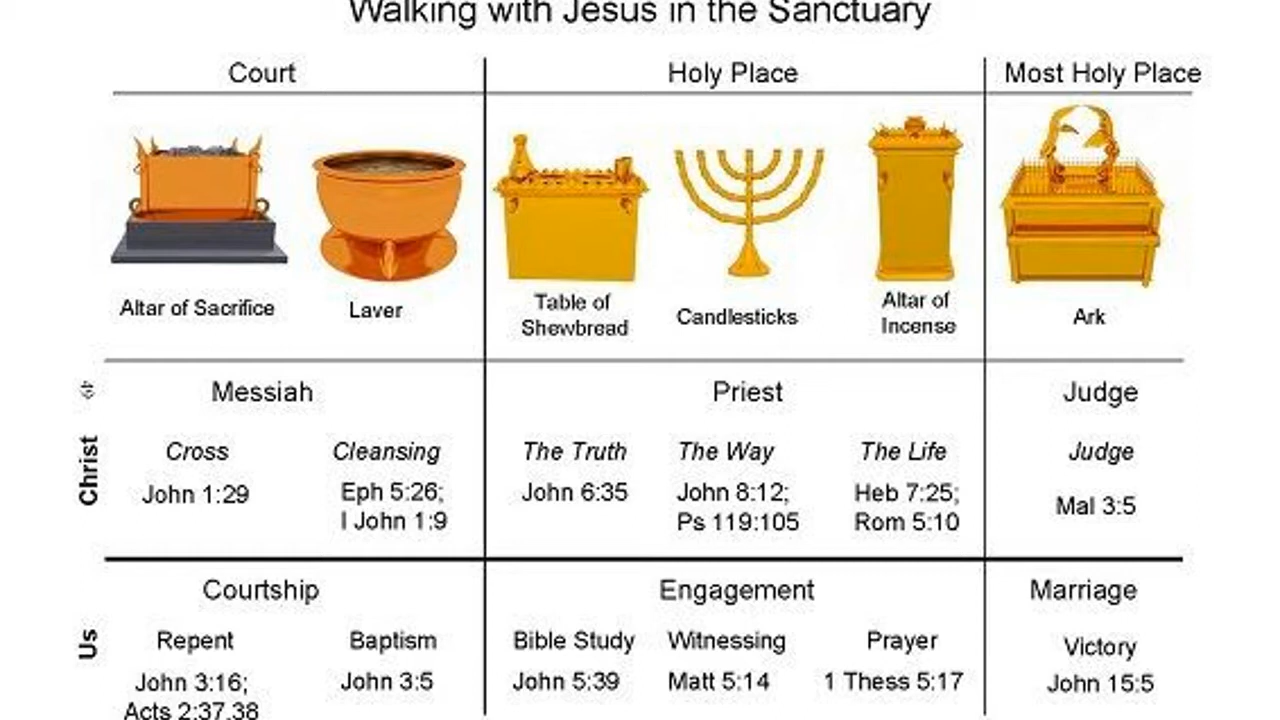 Walking with Jesus in the Sanctuary
Court
Holy Place
Most Holy Place
Altar of Sacrifice
Laver
Table of
Shewbread
Candlesticks
Altar of
Incense
Ark
Christ
Messiah
Priest
Judge
Cross
Cleansing
The Truth
The Way
The Life
Judge
John 1:29
Eph 5:26;
I John 1:9
John 6:35
John 8:12;
Ps 119:105
Heb 7:25;
Rom 5:10
Mal 3:5
Us
Courtship
Engagement
Marriage
Repent
Baptism
Bible Study
Witnessing
Prayer
Victory
John 3:16;
Acts 2:37,38
John 3:5
John 5:39
Matt 5:14
1 Thess 5:17
John 15:5